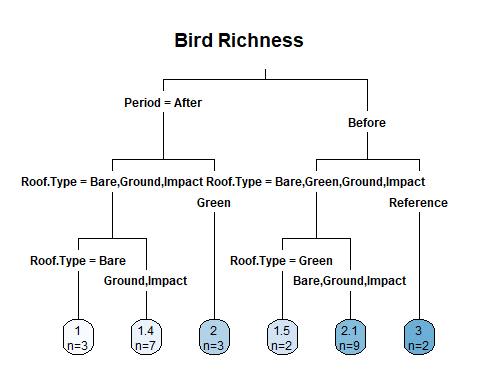 Bird Richness
Period = After
Before
Roof.Type = Bare,Ground,Impact
Roof.Type = Bare,Green,Ground,Impact
Green
Reference
Roof.Type = Bare
Roof.Type = Green
Ground,Impact
Bare,Ground,Impact
1
n=3
1.4
n=7
2
n=3
1.5
n=2
2.1
n=9
3
n=2